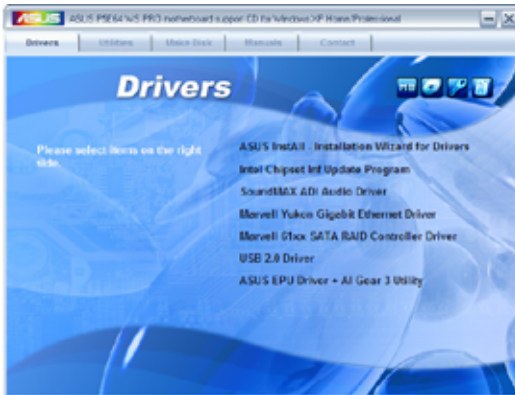 ASUS P5E64 WS PRO motherboard support CD for Windows XP Home/Professional
Drivers
Utilities
Make Disk
Manuals
Contact
Drivers
Please select items on the right side.
ASUS InstAll - Installation Wizard for Drivers
Intel Chipset Inf Update Program
SoundMAX ADI Audio Driver
Marvell Yukon Gigabit Ethernet Driver
Marvell 61xx SATA RAID Controller Driver
USB 2.0 Driver
ASUS EPU Driver + AI Gear 3 Utility